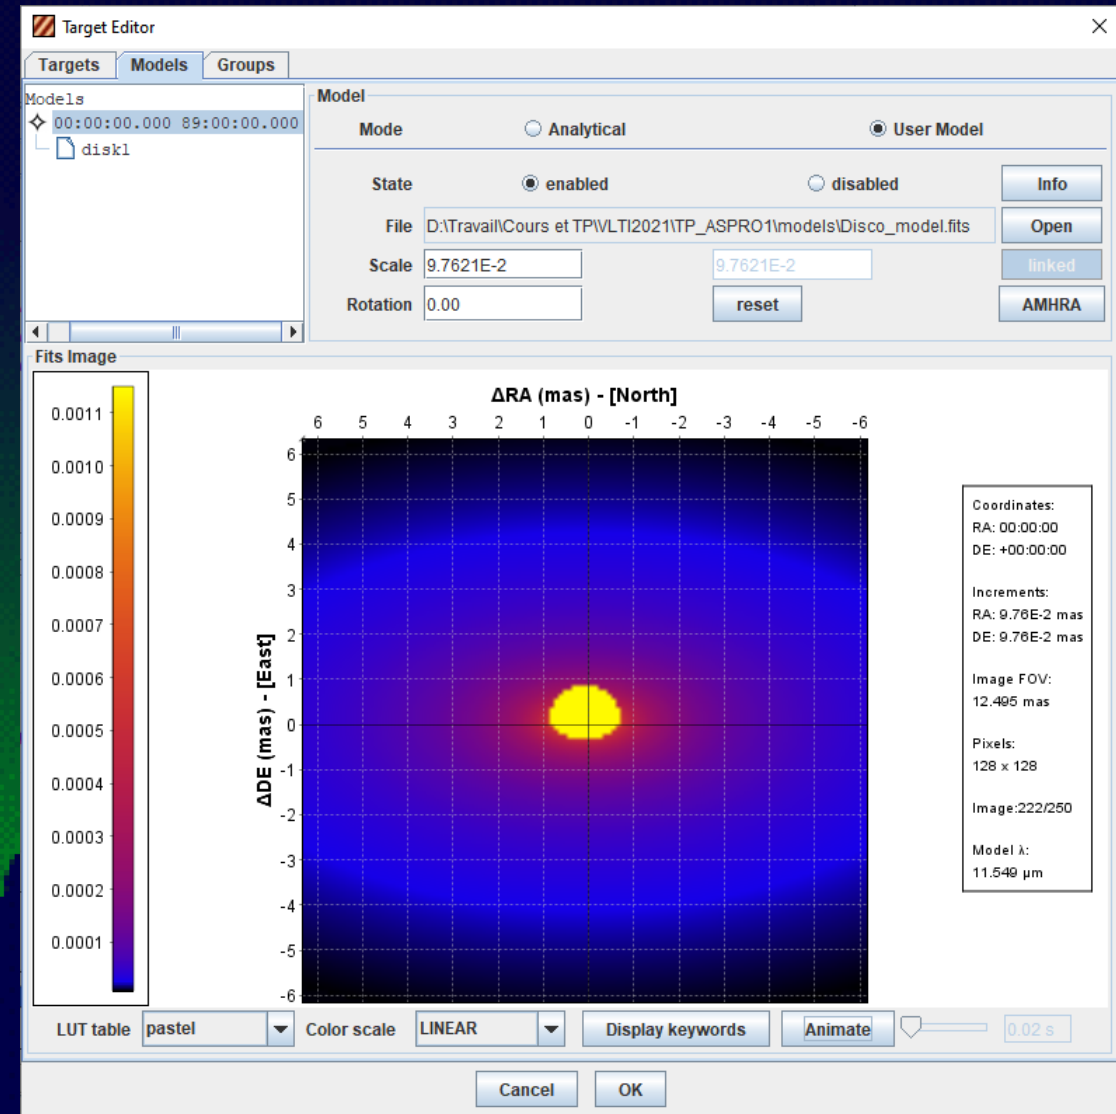 Target Editor
Targets Models Groups
Models
00:00:00.000 89:00:00.000
disk1
Model
Mode Analytical User Model
State enabled disabled Info
File D:\Travail\Cours et TP\VLTI2021\TP_ASPRO1\models\Disco_model.fits Open
Scale 9.7621E-2 9.7621E-2 linked
Rotation 0.00 reset AMHRA
Fits Image
0.0011
0.0010
0.0009
0.0008
0.0007
0.0006
0.0005
0.0004
0.0003
0.0002
0.0001
ΔRA (mas) - [North]
6 5 4 3 2 1 0 -1 -2 -3 -4 -5 -6
ΔDE (mas) - [East]
6
5
4
3
2
1
0
-1
-2
-3
-4
-5
-6
Coordinates:
RA: 00:00:00
DE: +00:00:00
Increments:
RA: 9.76E-2 mas
DE: 9.76E-2 mas
Image FOV:
12.495 mas
Pixels:
128 x 128
Image:222/250
Model λ:
11.549 µm
LUT table pastel Color scale LINEAR Display keywords Animate 0.02 s
Cancel OK